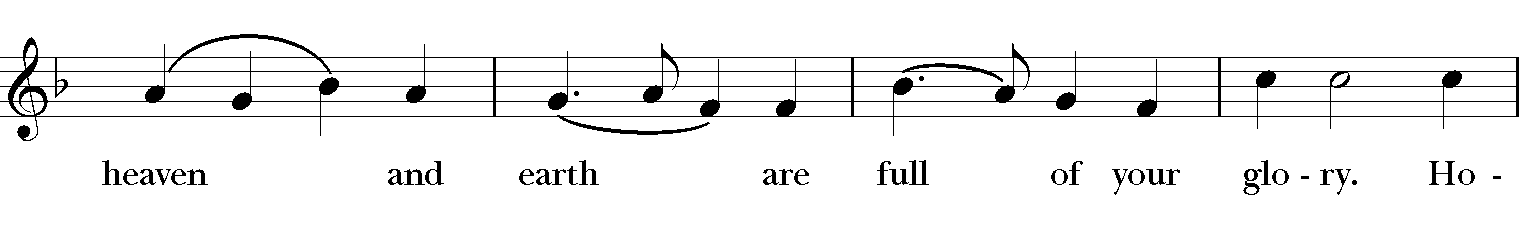 heaven and earth are full of your glo - ry. Ho -